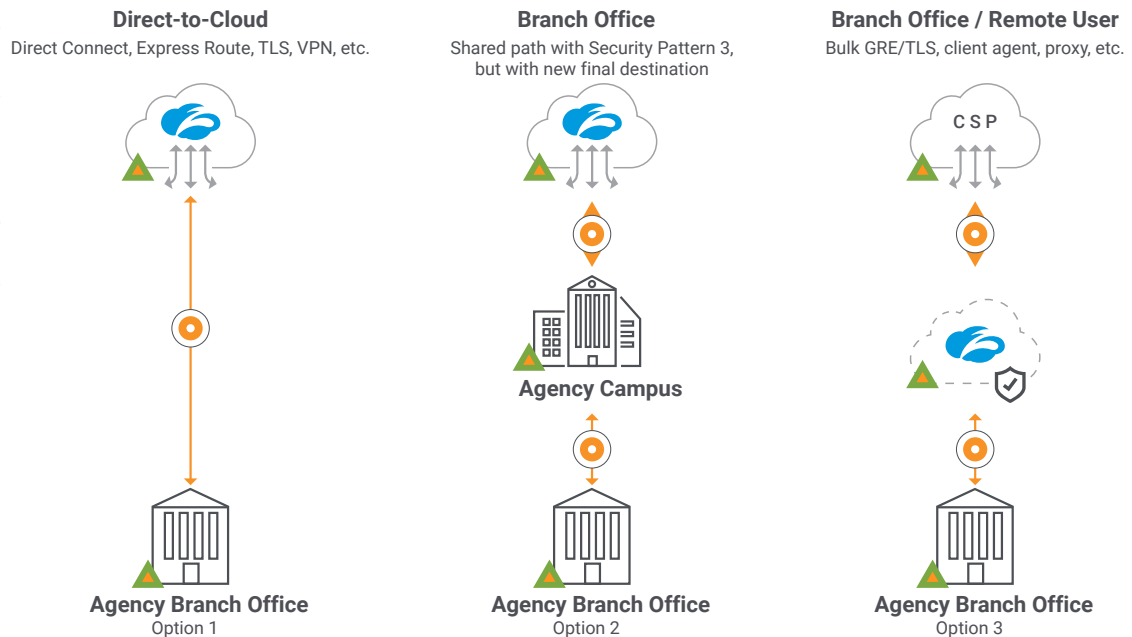 Direct-to-Cloud
Direct Connect, Express Route, TLS, VPN, etc.
Branch Office
Shared path with Security Pattern 3,
but with new final destination
Branch Office / Remote User
Bulk GRE/TLS, client agent, proxy, etc.
CSP
Agency Campus
Agency Branch Office
Option 1
Agency Branch Office
Option 2
Agency Branch Office
Option 3